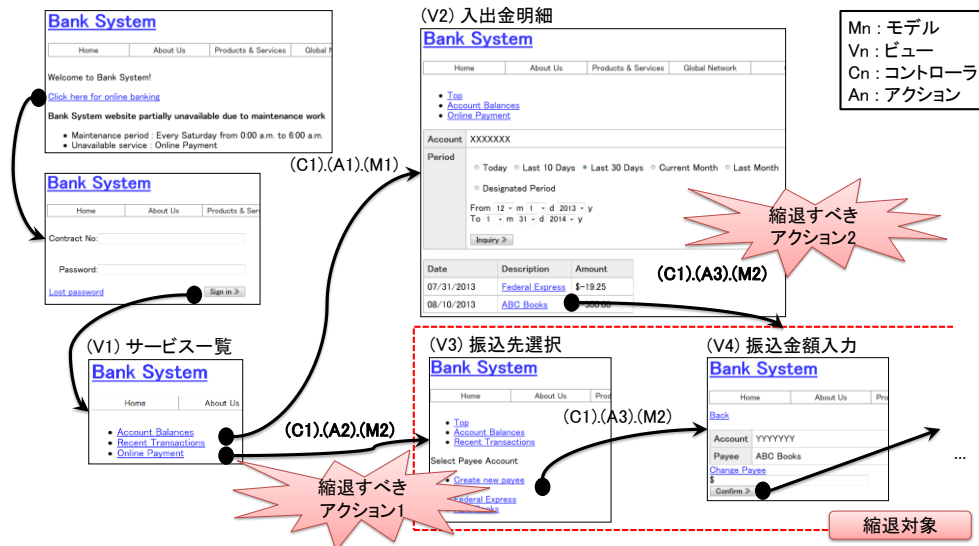 Bank System
Home About Us Products & Services Global
Welcome to Bank System!
Click here for online banking
Bank System website partially unavailable due to maintenance work
• Maintenance period : Every Saturday from 0:00 a.m. to 6:00 a.m.
• Unavailable service : Online Payment
Bank System
Home About Us Products & Ser
Contract No:
Password:
Lost password Sign in ≫
(V1) サービス一覧
Bank System
Home About Us
• Account Balances
• Recent Transactions
• Online Payment
(C1).(A1).(M1)
(C1).(A2).(M2)
縮退すべき
アクション1
(V2) 入出金明細
Bank System
Home About Us Products & Services Global Network
• Top
• Account Balances
• Online Payment
Account XXXXXXX
Period
Today Last 10 Days Last 30 Days Current Month Last Month
Designated Period
From 12 - m 1 - d 2013 - y
To 1 - m 31 - d 2014 - y
Inquiry ≫
Date Description Amount
07/31/2013 Federal Express $-19.25
08/10/2013 ABC Books
縮退すべき
アクション2
(C1).(A3).(M2)
Mn : モデル
Vn : ビュー
Cn : コントローラ
An : アクション
(V3) 振込先選択
Bank System
Home About Us Prod
• Top
• Account Balances
• Recent Transactions
Select Payee Account
• Create new payee
Federal Express
(C1).(A3).(M2)
(V4) 振込金額入力
Bank System
Home About Us Pro
Back
Account YYYYYYY
Payee ABC Books
Change Payee
$
Confirm ≫
...
縮退対象